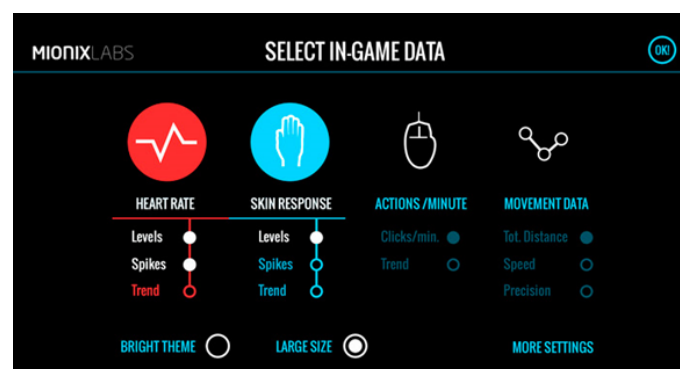 MIONIXLABS
SELECT IN-GAME DATA
OK!
HEART RATE
SKIN RESPONSE
ACTIONS /MINUTE
MOVEMENT DATA
Levels
Levels
Clicks/min.
Tot. Distance
Spikes
Spikes
Trend
Speed
Trend
Trend
Precision
BRIGHT THEME
LARGE SIZE
MORE SETTINGS